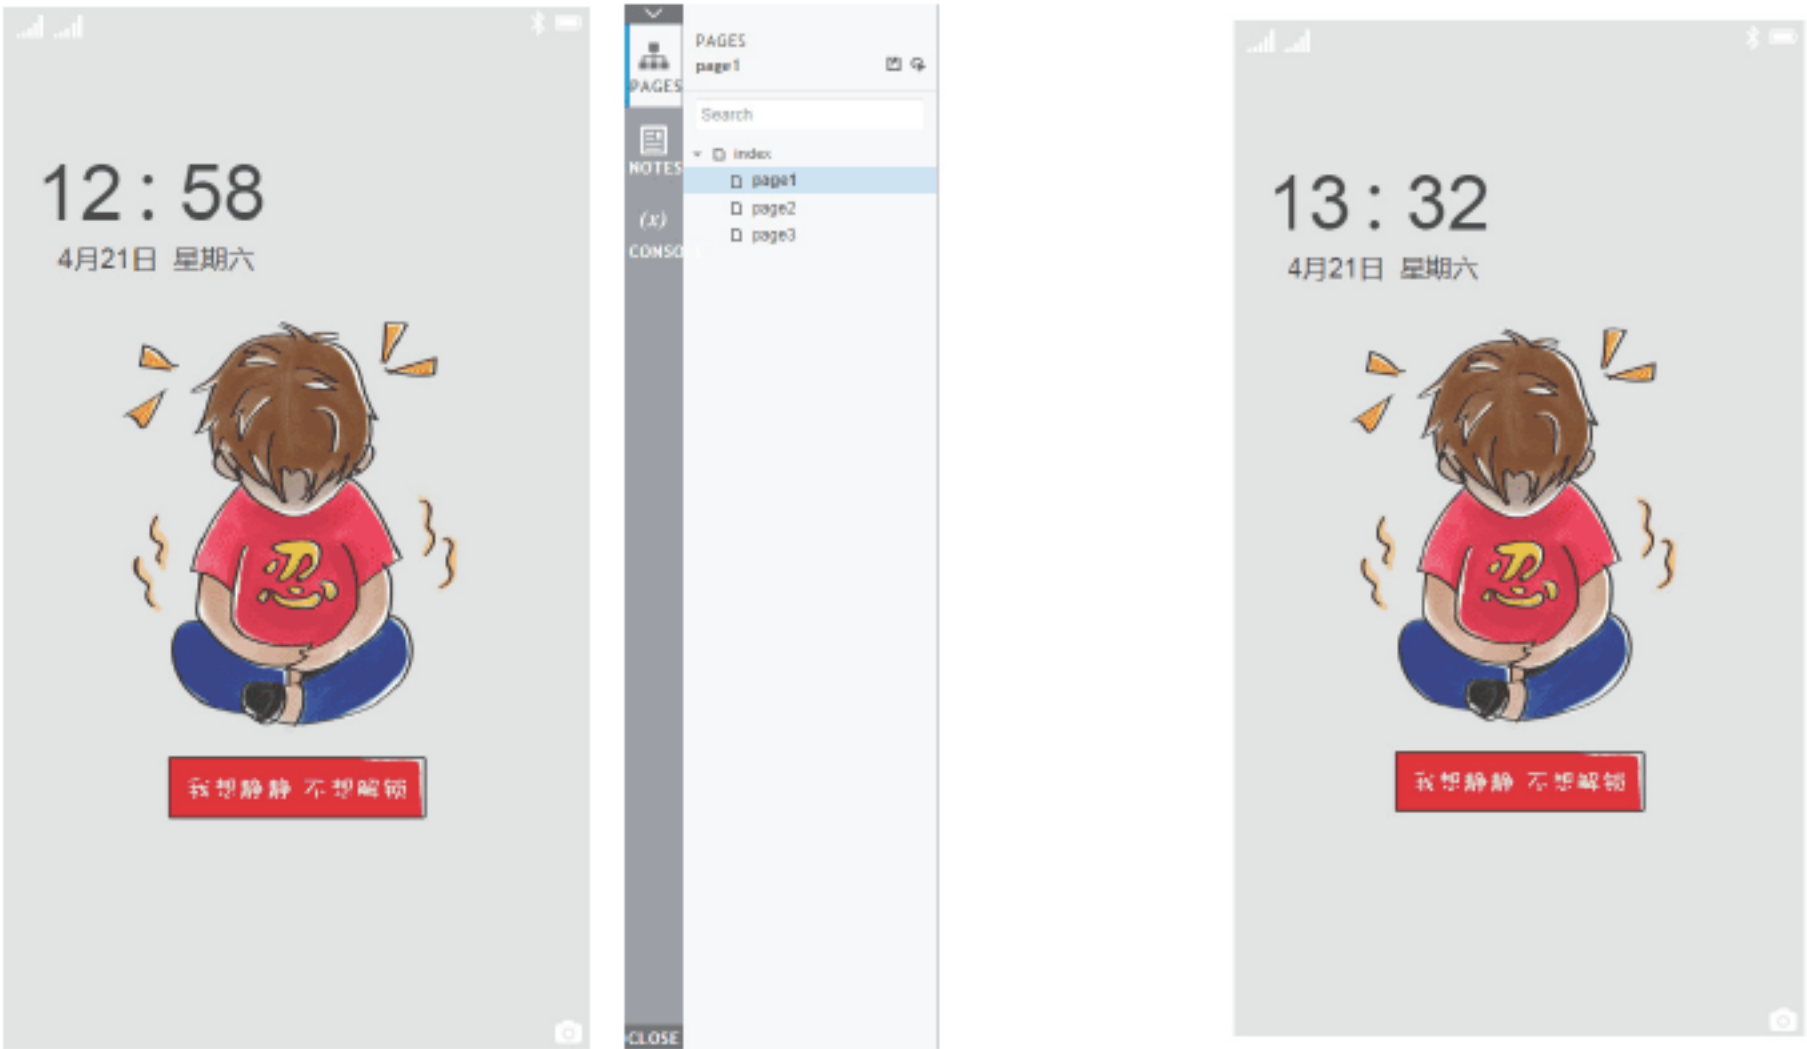 12 : 58
4月21日 星期六
忍
我想静静 不想解锁
PAGES
NOTES
(x)
CONSO
CLOSE
PAGES
page1
Search
index
page1
page2
page3
13 : 32
4月21日 星期六
忍
我想静静 不想解锁